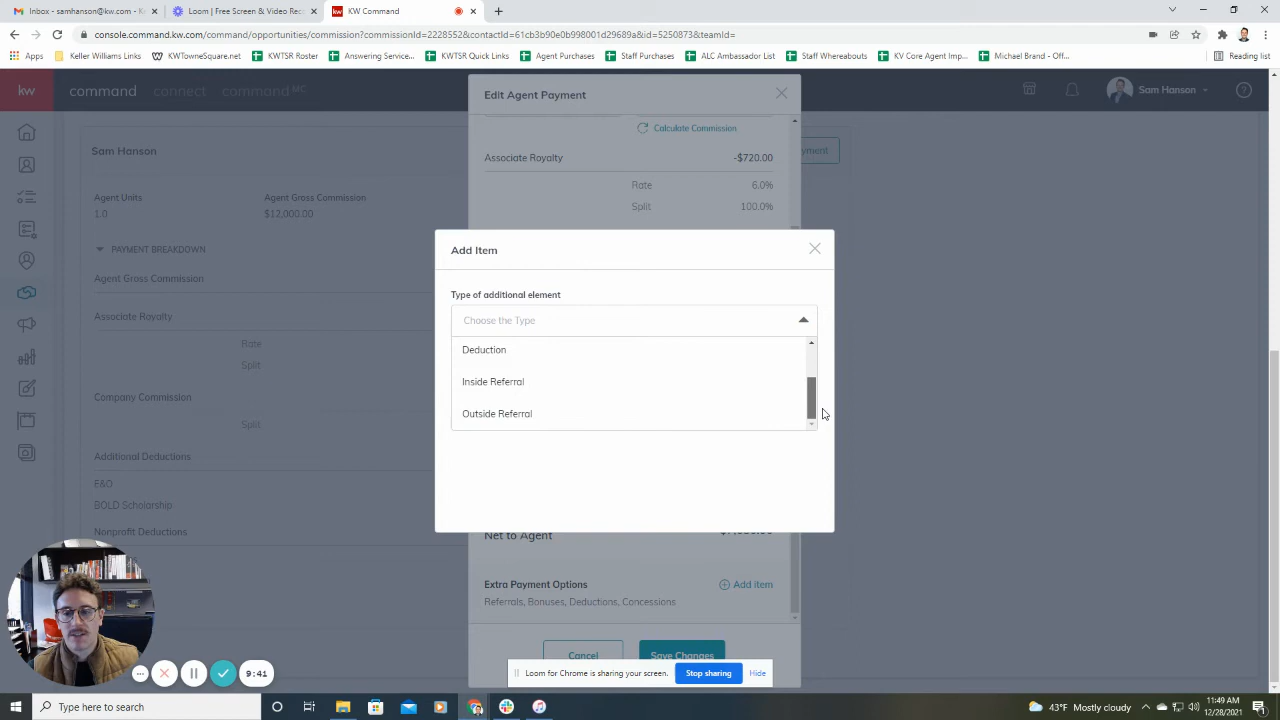 Inbox - samhanson@kw.com - K
Loom | Free Screen & Video Rec
KW Command
console.command.kw.com/opportunities/commission?commissionId=2228552&contactId=61cb3b90e0b998001d29689a&id=5250873&teamId=
Apps
Keller Williams Living
KWTowneSquare
KWTSR Roster
Answering Service...
KWTSR Quick Links
Agent Purchases
ALC Ambassador List
Staff Whereabouts
KV Core Agent Imp...
Michael Brand - Off...
Reading list
kw
command
connect
command MC
Sam Hanson
Edit Agent Payment
Calculate Commission
Sam Hanson
Associate Royalty
-$720.00
Rate
6.0%
Split
100.0%
Agent Units
Agent Gross Commission
1.0
$12,000.00
PAYMENT BREAKDOWN
Agent Gross Commission
Associate Royalty
Rate
Split
Company Commission
Split
Additional Deductions
E&O
BOLD Scholarship
Nonprofit Deductions
Add Item
Type of additional element
Choose the Type
Deduction
Inside Referral
Outside Referral
Net to Agent
Extra Payment Options
Add item
Referrals, Bonuses, Deductions, Concessions
Cancel
Save Changes
Loom for Chrome is sharing your screen.
Stop sharing
Hide
9:41
Type here to search
43°F Mostly cloudy
11:49 AM
12/28/2021